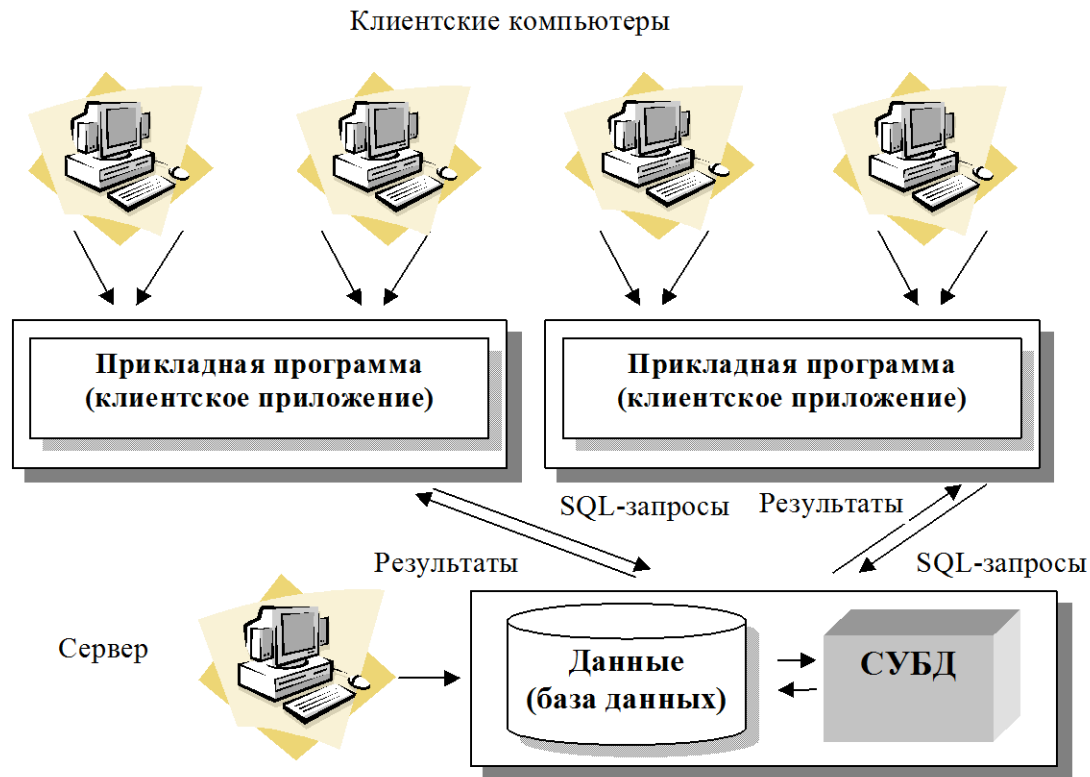 Клиентские компьютеры
Прикладная программа
(клиентское приложение)
Прикладная программа
(клиентское приложение)
SQL-запросы
Результаты
Результаты
SQL-запросы
Сервер
Данные
(база данных)
СУБД